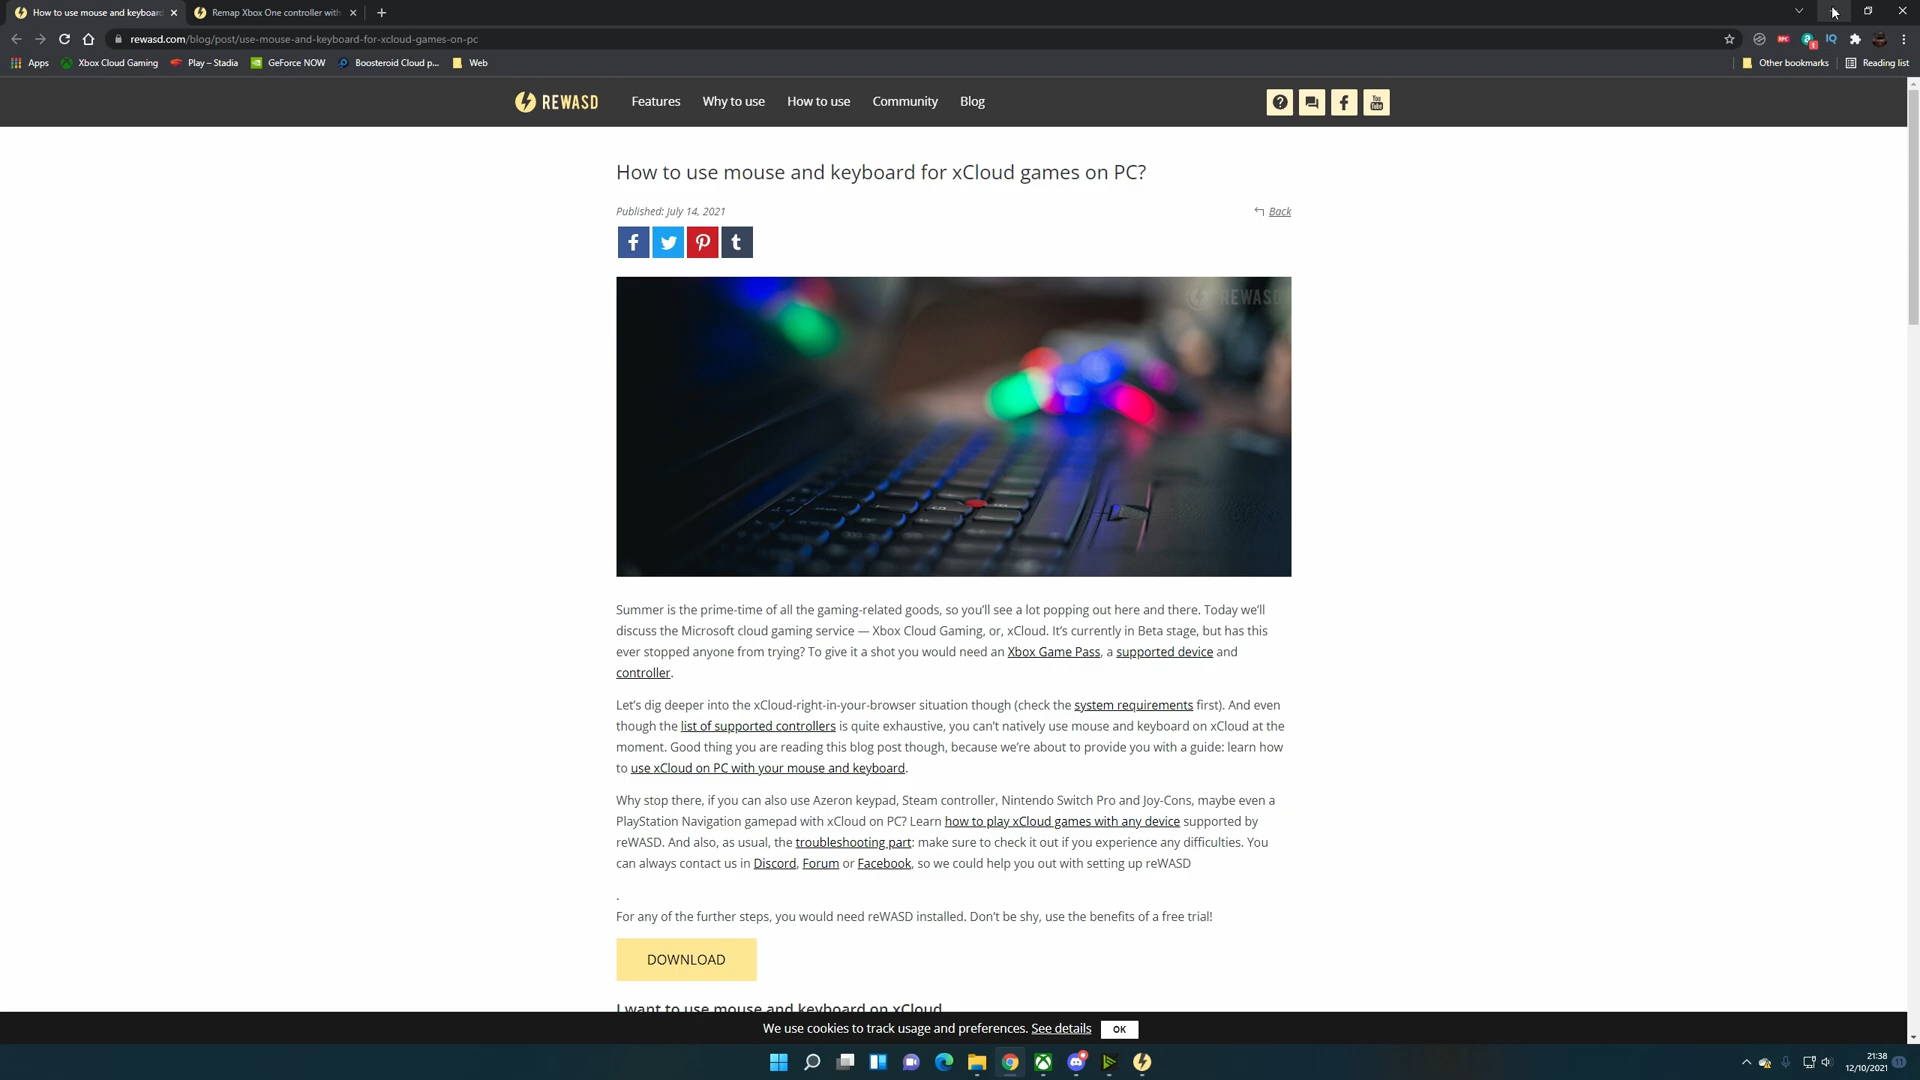 How to use mouse and keyboard
Remap Xbox One controller with
rewasd.com/blog/post/use-mouse-and-keyboard-for-xcloud-games-on-pc
Apps
Xbox Cloud Gaming
Play – Stadia
GeForce NOW
Boosteroid Cloud p...
Web
Other bookmarks
Reading list
REWASD
Features
Why to use
How to use
Community
Blog
How to use mouse and keyboard for xCloud games on PC?
Published: July 14, 2021
Back
REWASD
Summer is the prime-time of all the gaming-related goods, so you'll see a lot popping out here and there. Today we'll
discuss the Microsoft cloud gaming service — Xbox Cloud Gaming, or, xCloud. It's currently in Beta stage, but has this
ever stopped anyone from trying? To give it a shot you would need an Xbox Game Pass, a supported device and
controller.
Let's dig deeper into the xCloud-right-in-your-browser situation though (check the system requirements first). And even
though the list of supported controllers is quite exhaustive, you can't natively use mouse and keyboard on xCloud at the
moment. Good thing you are reading this blog post though, because we're about to provide you with a guide: learn how
to use xCloud on PC with your mouse and keyboard.
Why stop there, if you can also use Azeron keypad, Steam controller, Nintendo Switch Pro and Joy-Cons, maybe even a
PlayStation Navigation gamepad with xCloud on PC? Learn how to play xCloud games with any device supported by
reWASD. And also, as usual, the troubleshooting part: make sure to check it out if you experience any difficulties. You
can always contact us in Discord, Forum or Facebook, so we could help you out with setting up reWASD
.
For any of the further steps, you would need reWASD installed. Don't be shy, use the benefits of a free trial!
DOWNLOAD
I want to use mouse and keyboard on xCloud
We use cookies to track usage and preferences. See details
OK
21:38
12/10/2021